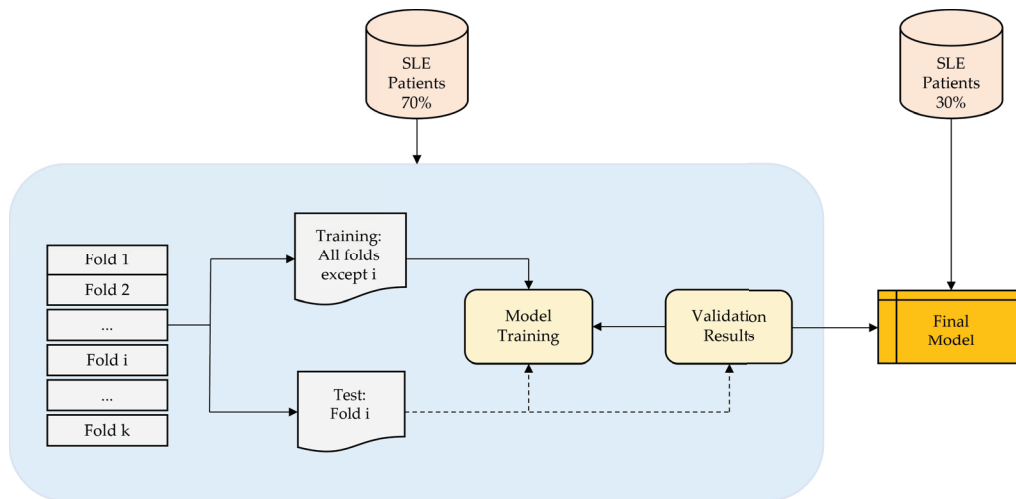 SLE
Patients
70%
SLE
Patients
30%
Fold 1
Fold 2
...
Fold i
...
Fold k
Training:
All folds
except i
Test:
Fold i
Model
Training
Validation
Results
Final
Model